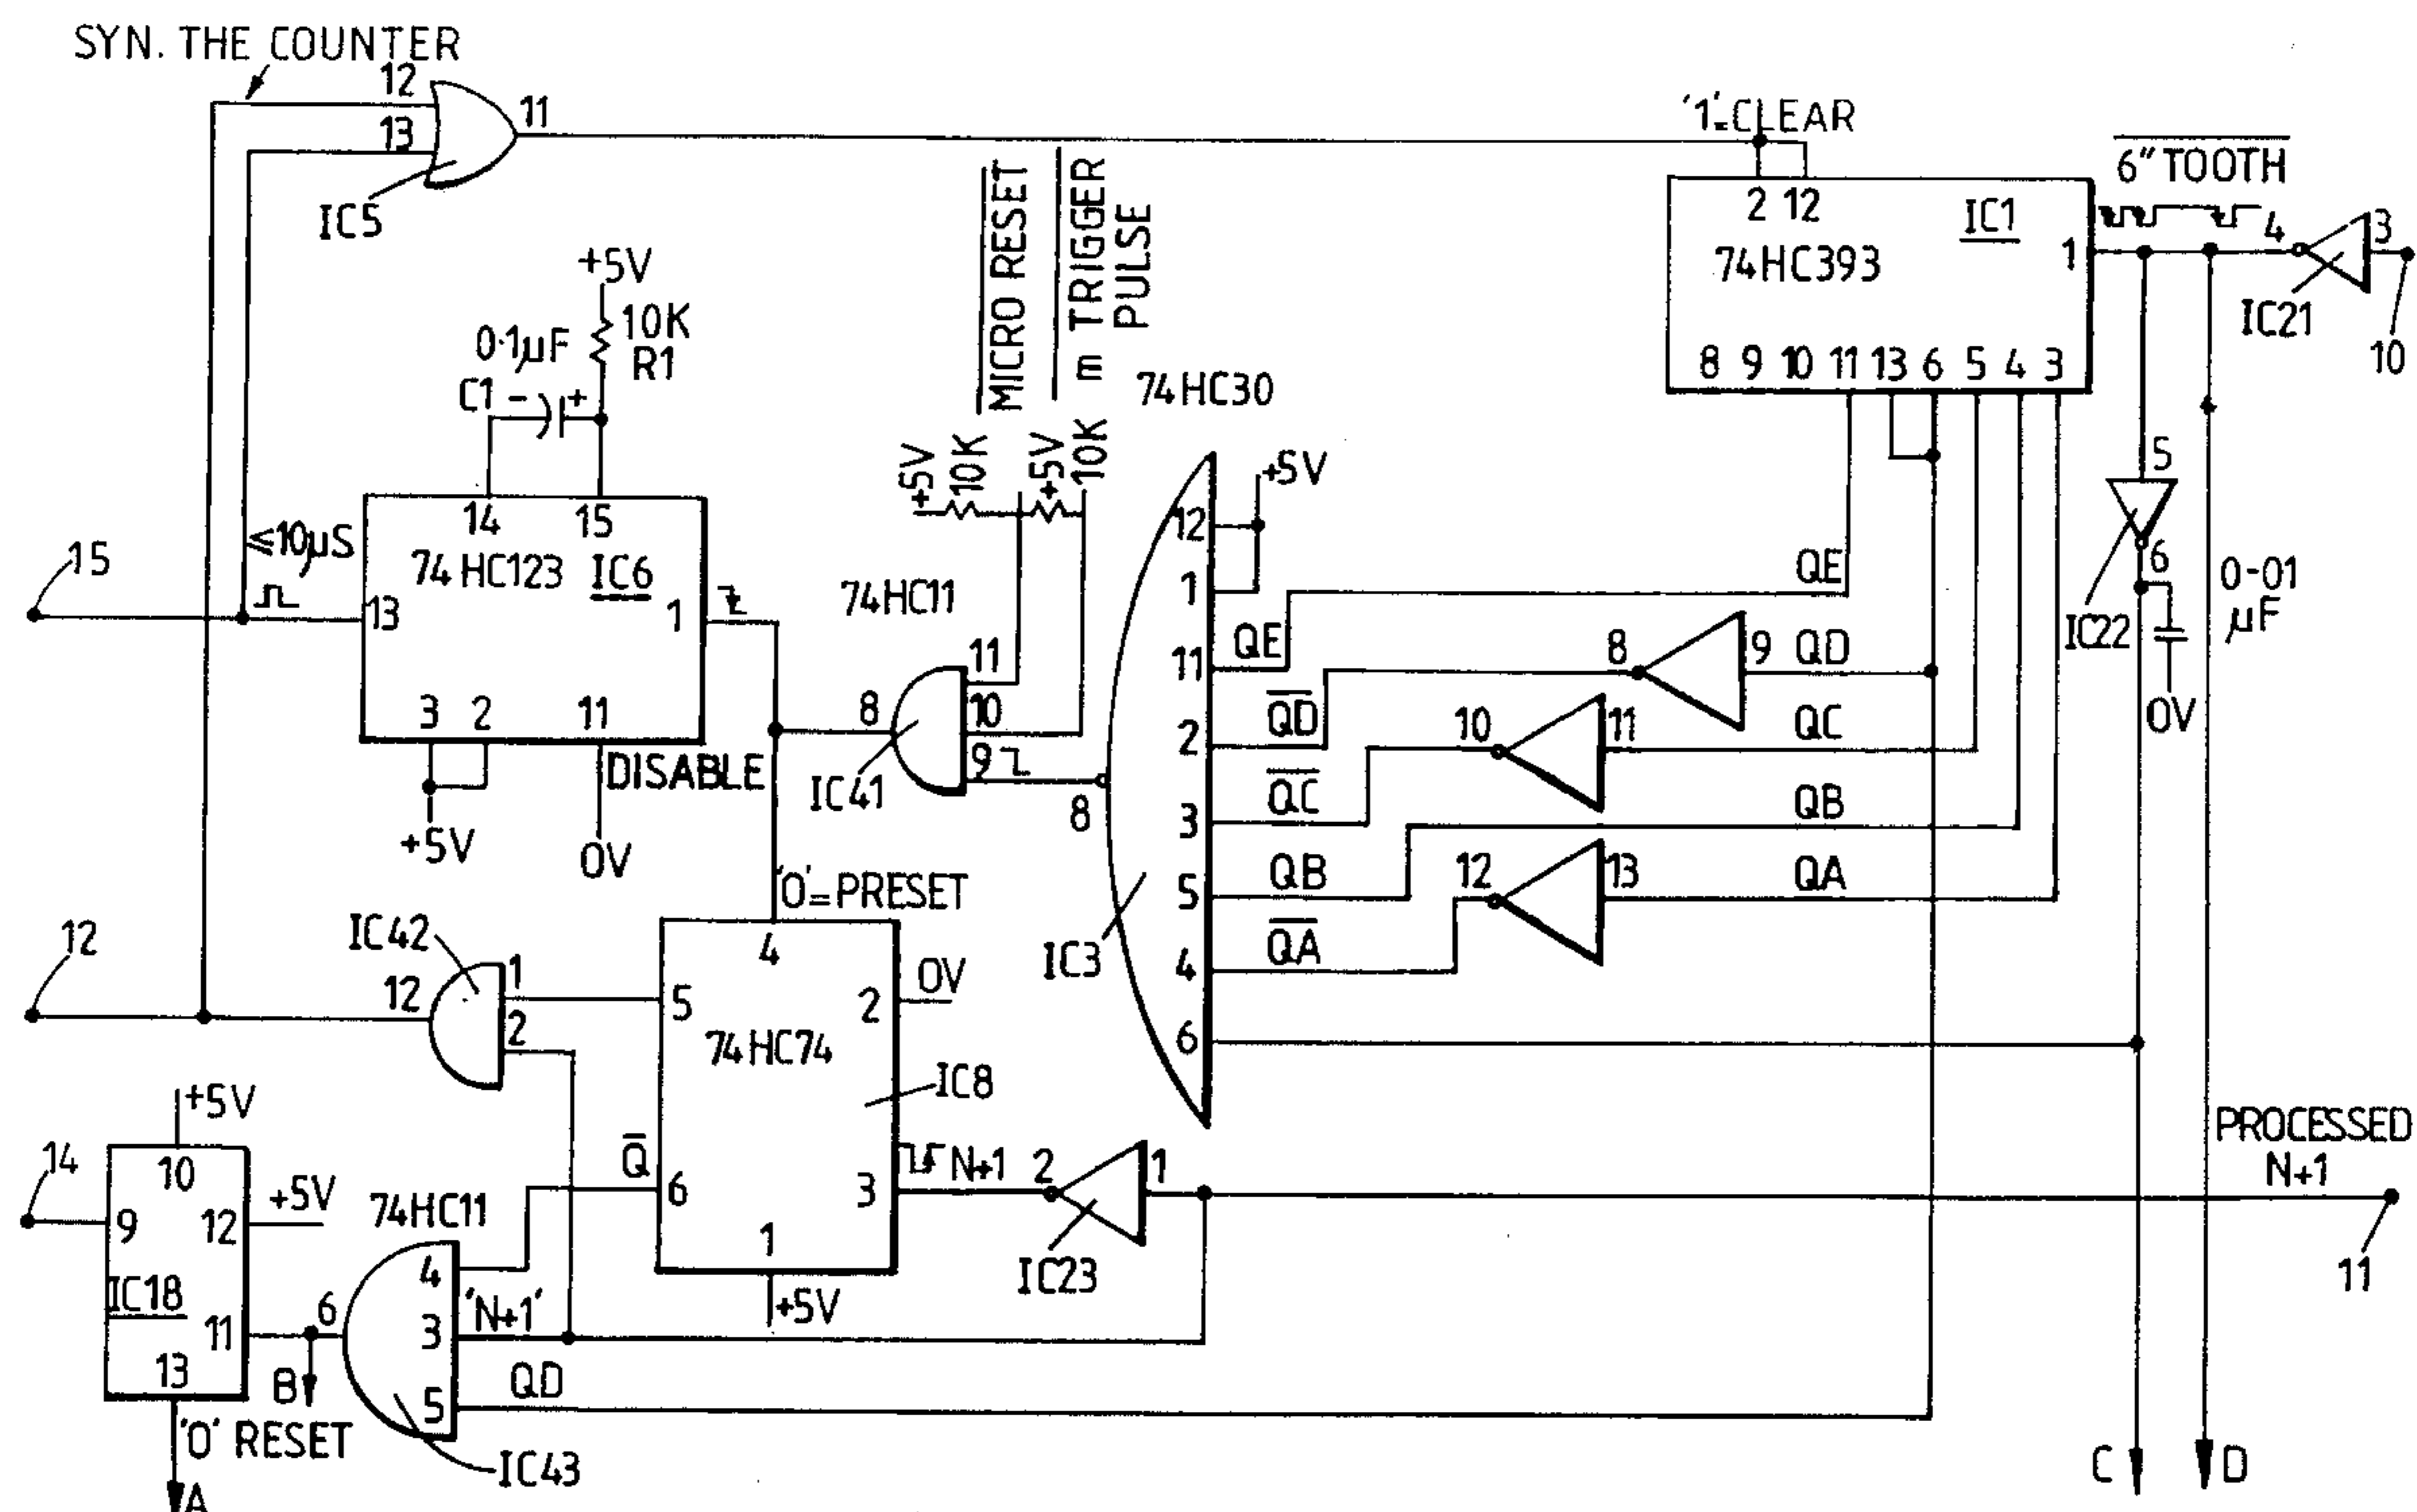 SYN. THE COUNTER
12
13
11
IC5
'1'=CLEAR
2 12
IC1
74HC393
1
8 9 10 11 13 6 5 4 3
6" TOOTH
4
3
IC21
10
MICRO RESET
m TRIGGER
PULSE
+5V
10K
R1
0·1µF
C1
-
+
14
15
74HC123 IC6
13
1
3
2
11
+5V
0V
DISABLE
≤10µS
15
+5V
10K
+5V
10K
74HC11
11
10
9
8
IC41
74HC30
+5V
12
1
11
2
3
5
4
6
8
IC3
QE
QE
QD
8
9
QD
QC
10
11
QC
QB
QB
QA
12
13
QA
5
6
IC22
0-01
µF
0V
'0'=PRESET
4
5
2
0V
74HC74
IC8
6
Q
3
1
+5V
N+1
2
1
IC23
PROCESSED
N+1
11
IC42
12
1
2
12
+5V
14
10
9
12
+5V
IC18
11
13
'0' RESET
A
B
6
74HC11
4
3
5
'N+1'
QD
IC43
C
D